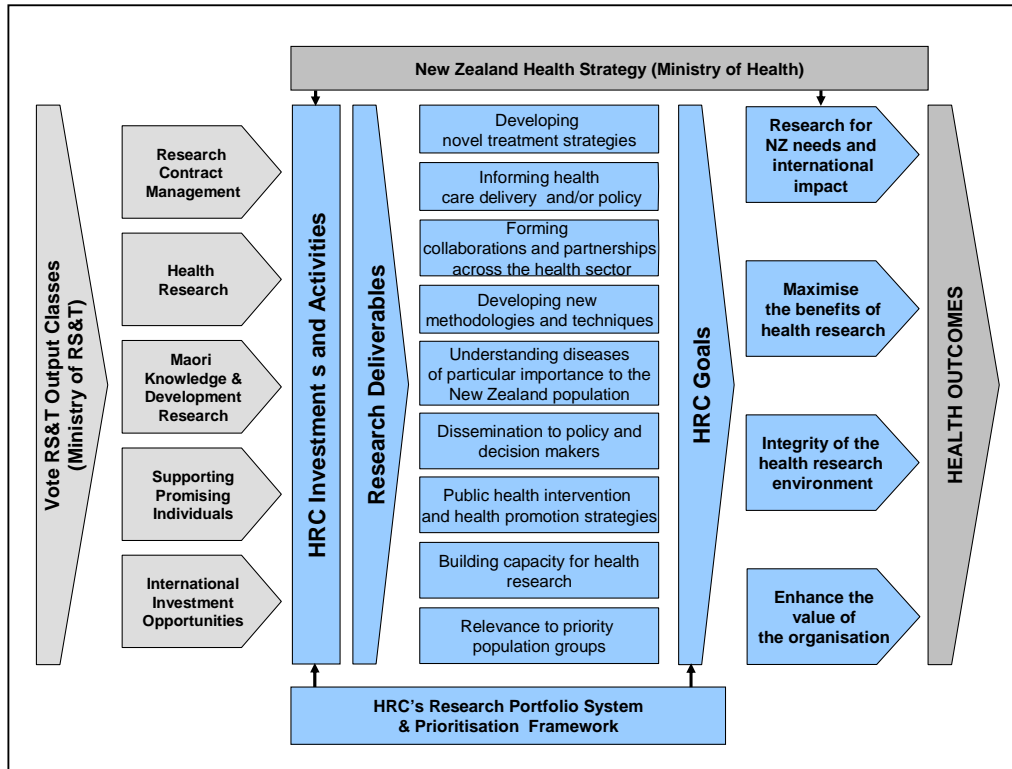 New Zealand Health Strategy (Ministry of Health)
Vote RS&T Output Classes
(Ministry of RS&T)
Research
Contract
Management
Health
Research
Maori
Knowledge &
Development
Research
Supporting
Promising
Individuals
International
Investment
Opportunities
HRC Investment s and Activities
Research Deliverables
Developing
novel treatment strategies
Informing health
care delivery and/or policy
Forming
collaborations and partnerships
across the health sector
Developing new
methodologies and techniques
Understanding diseases
of particular importance to the
New Zealand population
Dissemination to policy and
decision makers
Public health intervention
and health promotion strategies
Building capacity for health
research
Relevance to priority
population groups
HRC Goals
Research for
NZ needs and
international
impact
Maximise
the benefits of
health research
Integrity of the
health research
environment
Enhance the
value of
the organisation
HEALTH OUTCOMES
HRC's Research Portfolio System
& Prioritisation Framework